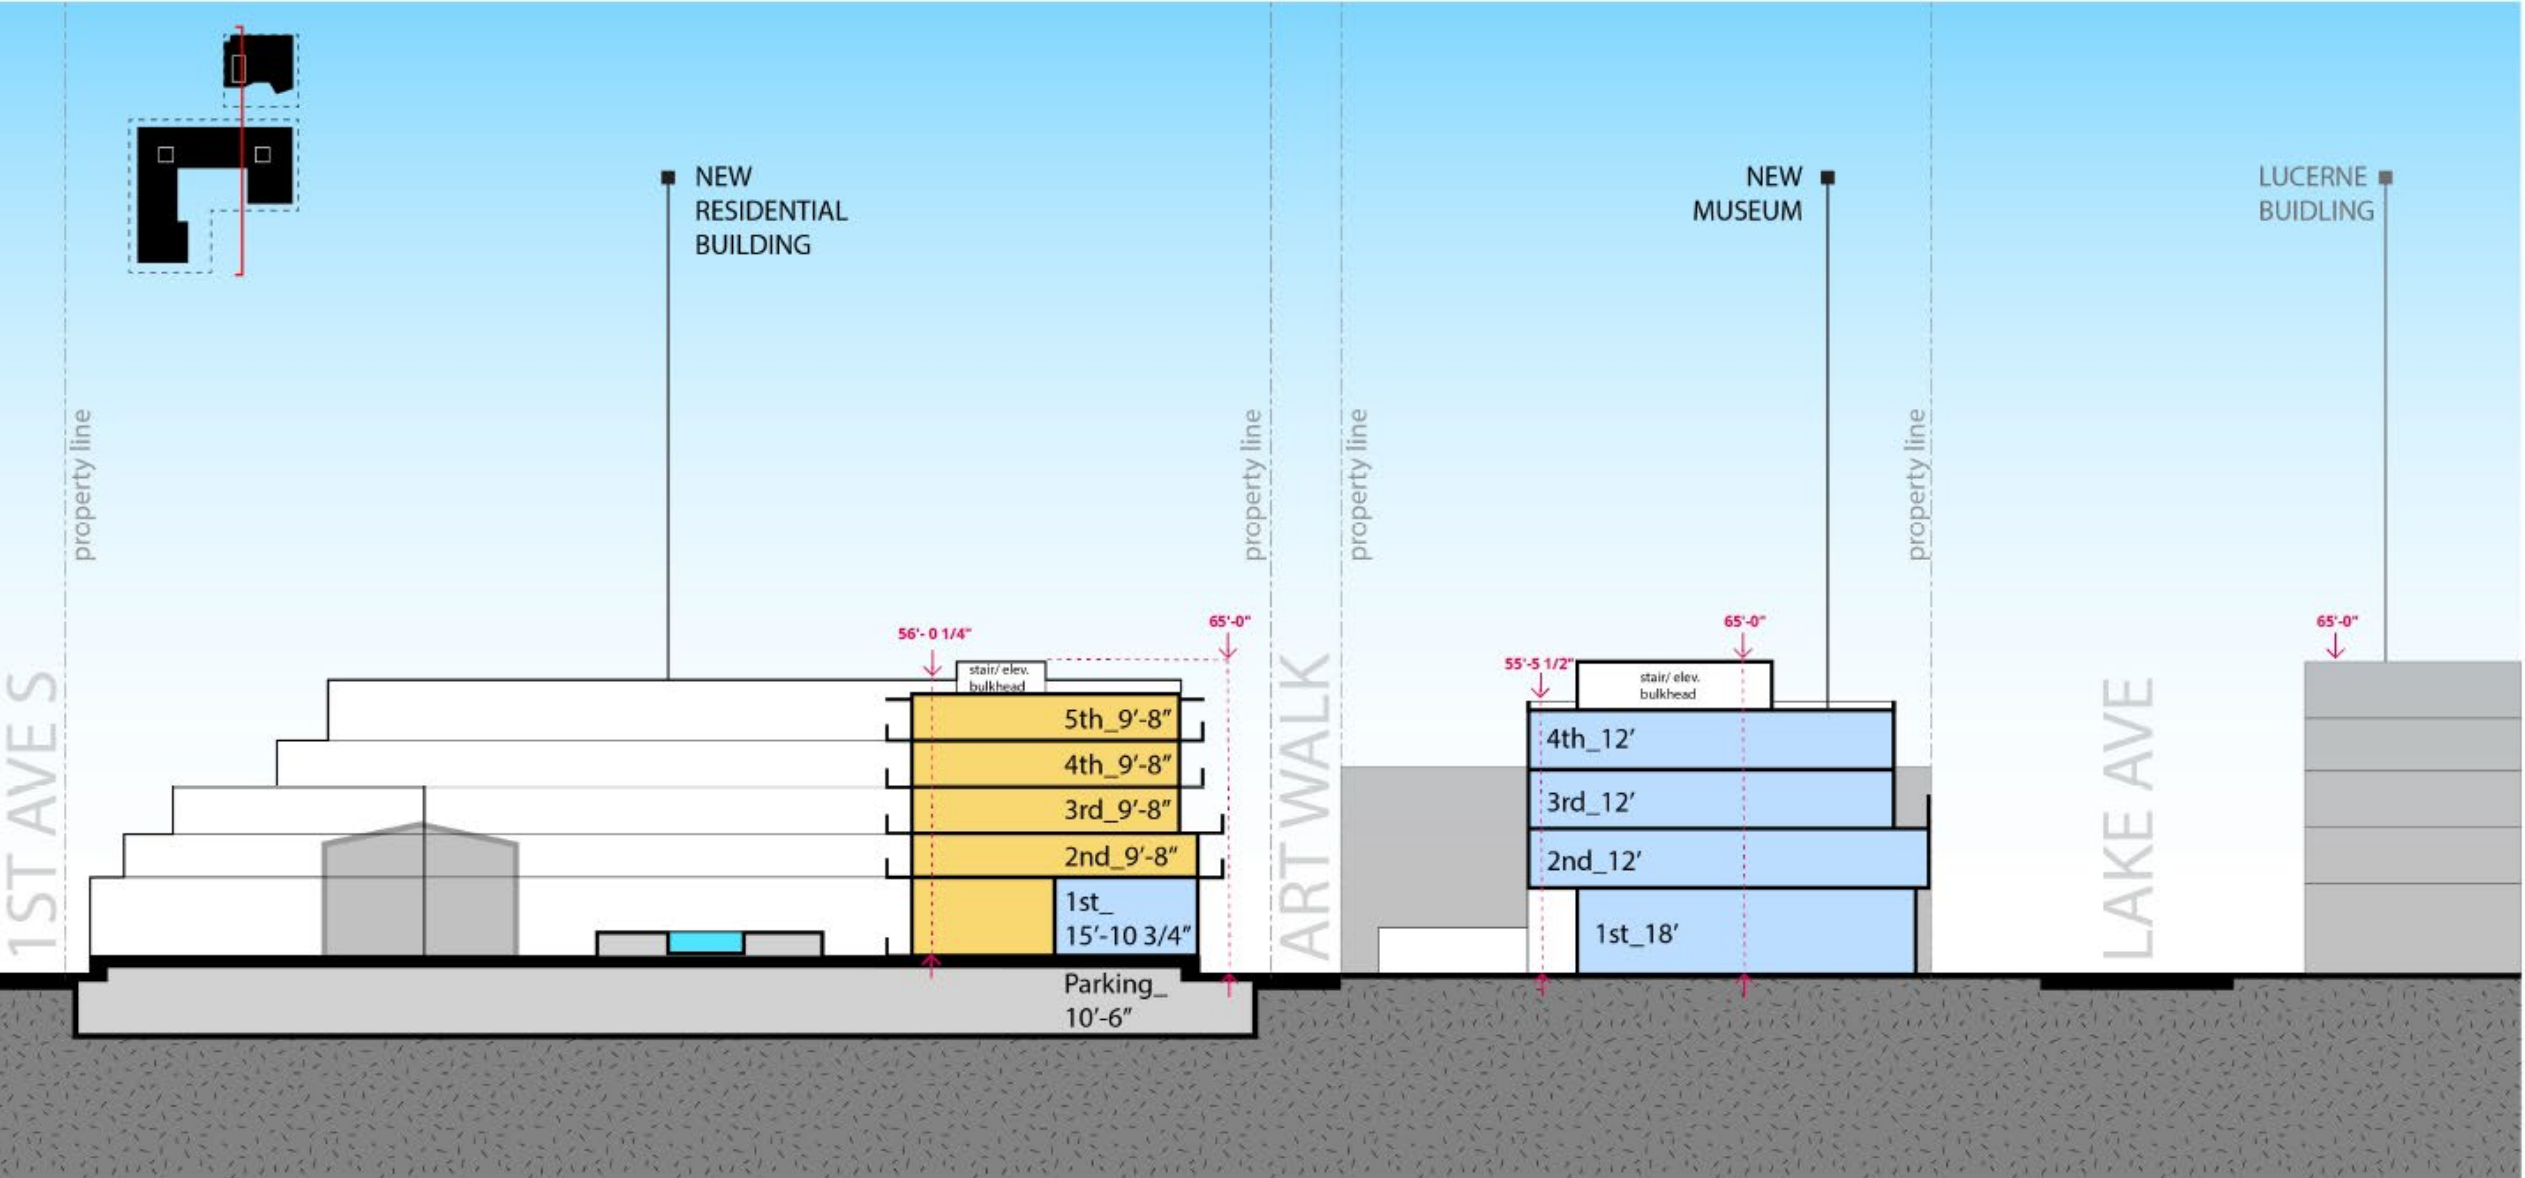 NEW
RESIDENTIAL
BUILDING
NEW
MUSEUM
LUCERNE
BUIDLING
property line
property line
property line
property line
1ST AVE S
ART WALK
LAKE AVE
56'- 0 1/4"
65'-0"
55'-5 1/2"
65'-0"
65'-0"
stair/ elev.
bulkhead
5th_9'-8"
4th_9'-8"
3rd_9'-8"
2nd_9'-8"
1st_
15'-10 3/4"
Parking_
10'-6"
stair/ elev.
bulkhead
4th_12'
3rd_12'
2nd_12'
1st_18'